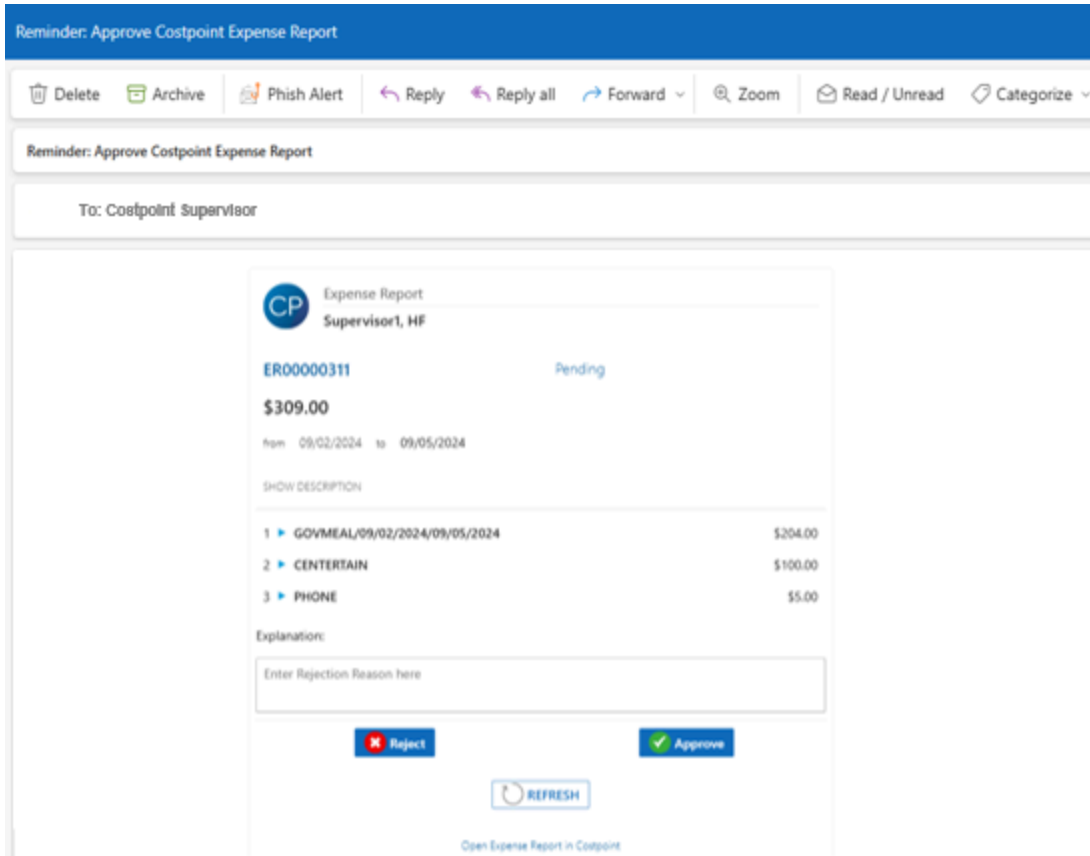 Reminder: Approve Costpoint Expense Report
Delete Archive Phish Alert Reply Reply all Forward Zoom Read / Unread Categorize
Reminder: Approve Costpoint Expense Report
To: Costpoint Supervisor
CP Expense Report
Supervisor1, HF
ER00000311 Pending
$309.00
from 09/02/2024 to 09/05/2024
SHOW DESCRIPTION
1 GOVMEAL/09/02/2024/09/05/2024 $204.00
2 CENTERTAIN $100.00
3 PHONE $5.00
Explanation:
Enter Rejection Reason here
Reject Approve
REFRESH
Open Expense Report in Costpoint